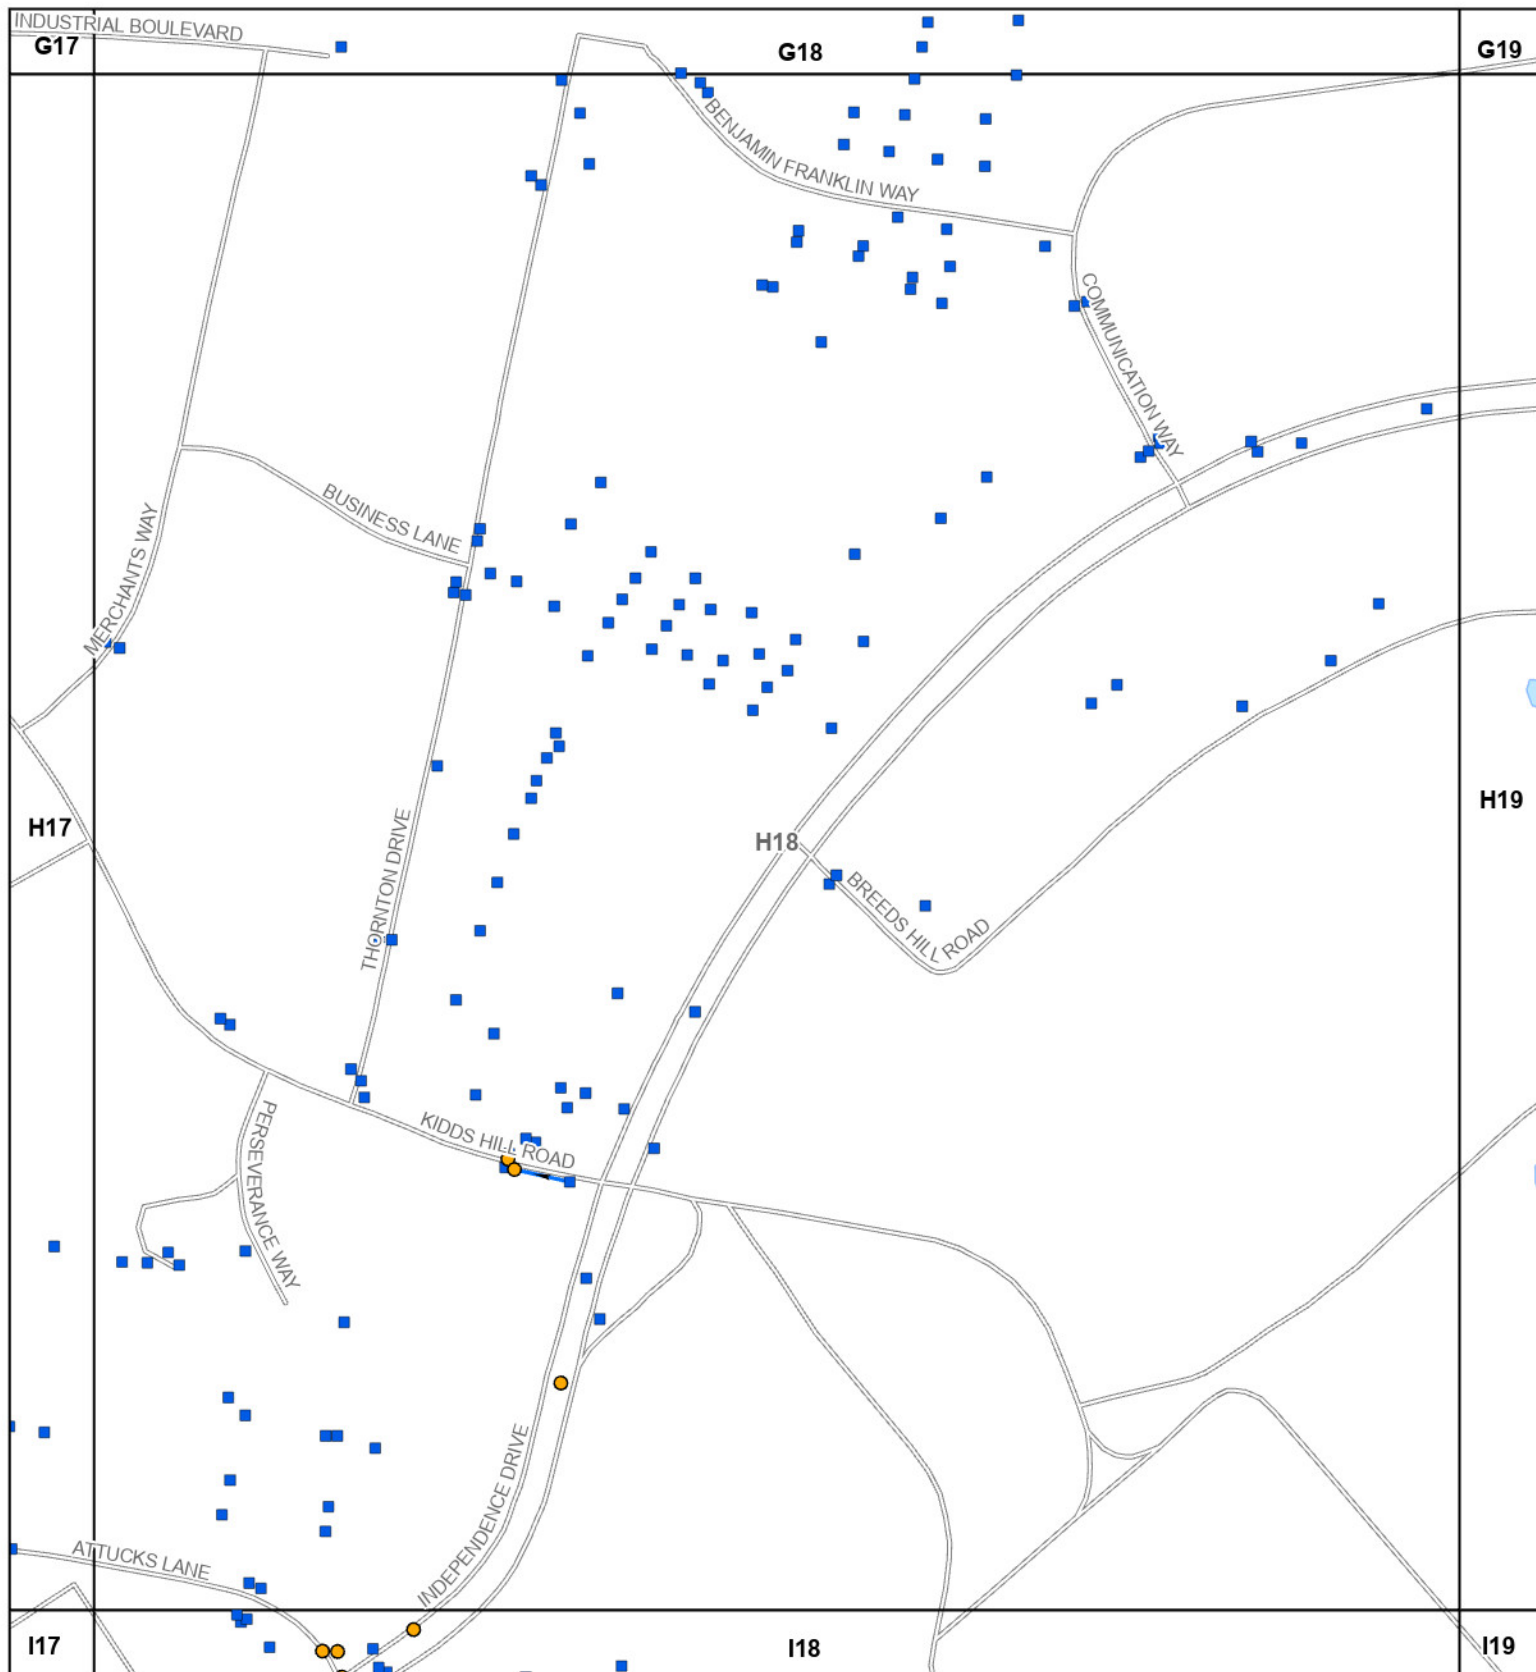 INDUSTRIAL BOULEVARD
G17
G18
G19
BENJAMIN FRANKLIN WAY
COMMUNICATION WAY
BUSINESS LANE
MERCHANTS WAY
H17
H18
H19
THORNTON DRIVE
BREEDS HILL ROAD
KIDDS HILL ROAD
PERSEVERANCE WAY
INDEPENDENCE DRIVE
ATTUCKS LANE
I17
I18
I19